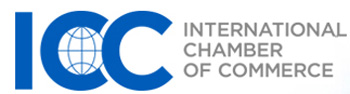 ICC
INTERNATIONAL
CHAMBER
OF COMMERCE